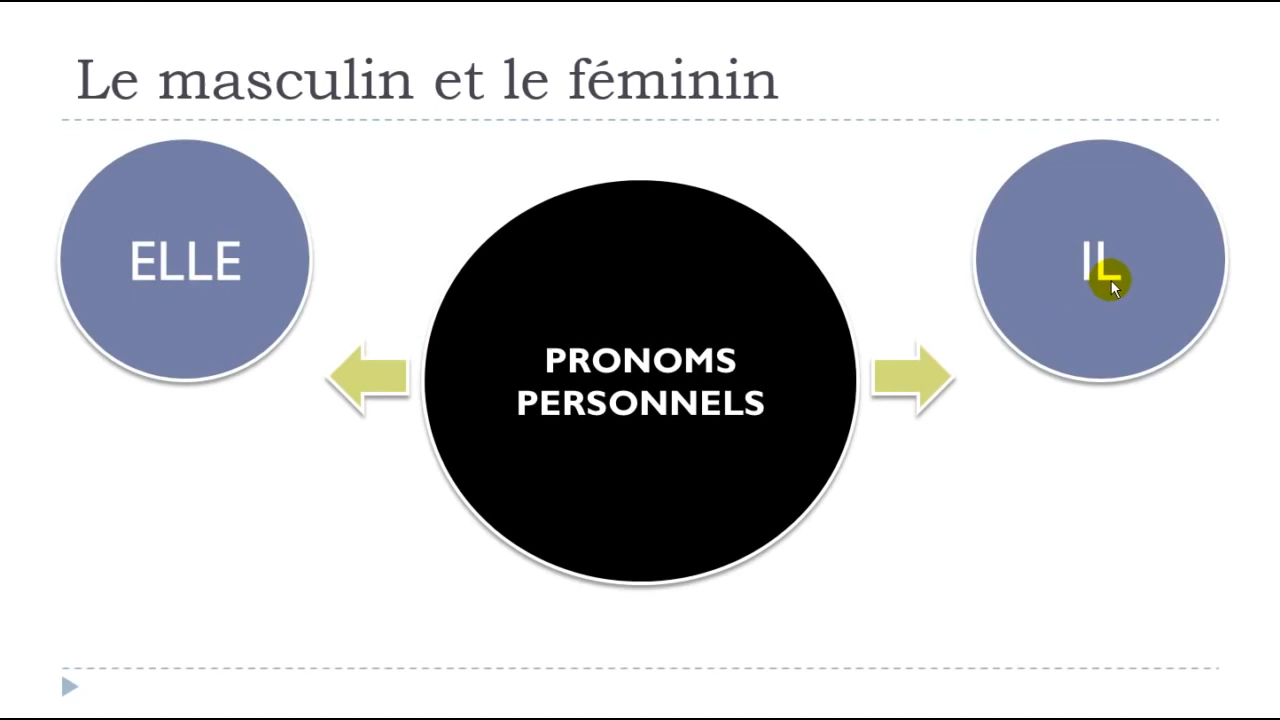 Le masculin et le féminin
ELLE
IL
PRONOMS
PERSONNELS